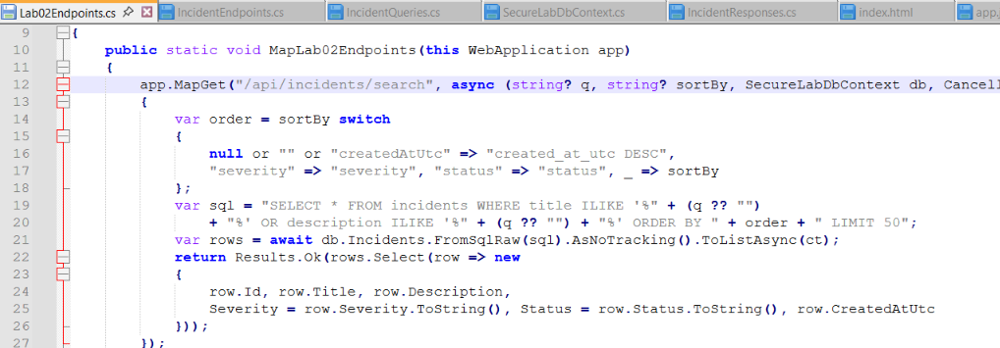 Lab02Endpoints.cs IncidentEndpoints.cs IncidentQueries.cs SecureLabDbContext.cs IncidentResponses.cs index.html app.
9 {
10 public static void MapLab02Endpoints(this WebApplication app)
11 {
12 app.MapGet("/api/incidents/search", async (string? q, string? sortBy, SecureLabDbContext db, Cancell
13 {
14 var order = sortBy switch
15 {
16 null or "" or "createdAtUtc" => "created_at_utc DESC",
17 "severity" => "severity", "status" => "status", _ => sortBy
18 };
19 var sql = "SELECT * FROM incidents WHERE title ILIKE '%" + (q ?? "")
20 + "%' OR description ILIKE '%" + (q ?? "") + "%' ORDER BY " + order + " LIMIT 50";
21 var rows = await db.Incidents.FromSqlRaw(sql).AsNoTracking().ToListAsync(ct);
22 return Results.Ok(rows.Select(row => new
23 {
24 row.Id, row.Title, row.Description,
25 Severity = row.Severity.ToString(), Status = row.Status.ToString(), row.CreatedAtUtc
26 }));
27 });